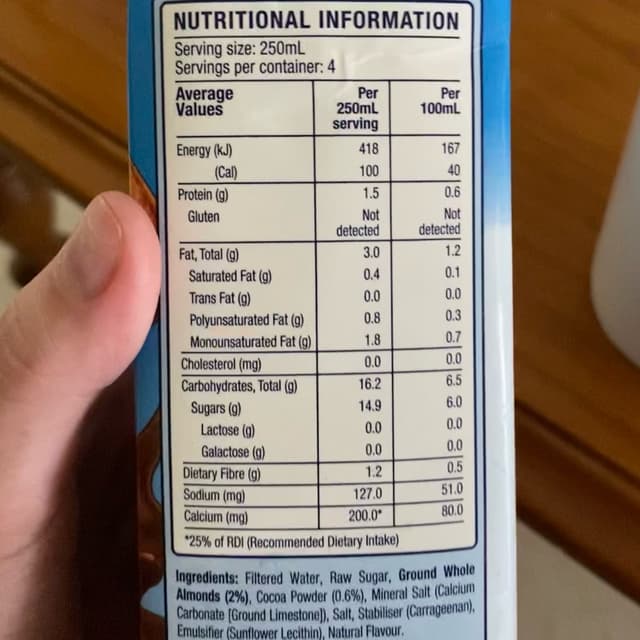 NUTRITIONAL INFORMATION
Serving size: 250mL
Servings per container: 4
Average Values Per 250mL serving Per 100mL
Energy (kJ) 418 167
(Cal) 100 40
Protein (g) 1.5 0.6
Gluten Not detected Not detected
Fat, Total (g) 3.0 1.2
Saturated Fat (g) 0.4 0.1
Trans Fat (g) 0.0 0.0
Polyunsaturated Fat (g) 0.8 0.3
Monounsaturated Fat (g) 1.8 0.7
Cholesterol (mg) 0.0 0.0
Carbohydrates, Total (g) 16.2 6.5
Sugars (g) 14.9 6.0
Lactose (g) 0.0 0.0
Galactose (g) 0.0 0.0
Dietary Fibre (g) 1.2 0.5
Sodium (mg) 127.0 51.0
Calcium (mg) 200.0* 80.0
*25% of RDI (Recommended Dietary Intake)
Ingredients: Filtered Water, Raw Sugar, Ground Whole
Almonds (2%), Cocoa Powder (0.6%), Mineral Salt (Calcium
Carbonate [Ground Limestone]), Salt, Stabiliser (Carrageenan),
Emulsifier (Sunflower Lecithin), Natural Flavour.